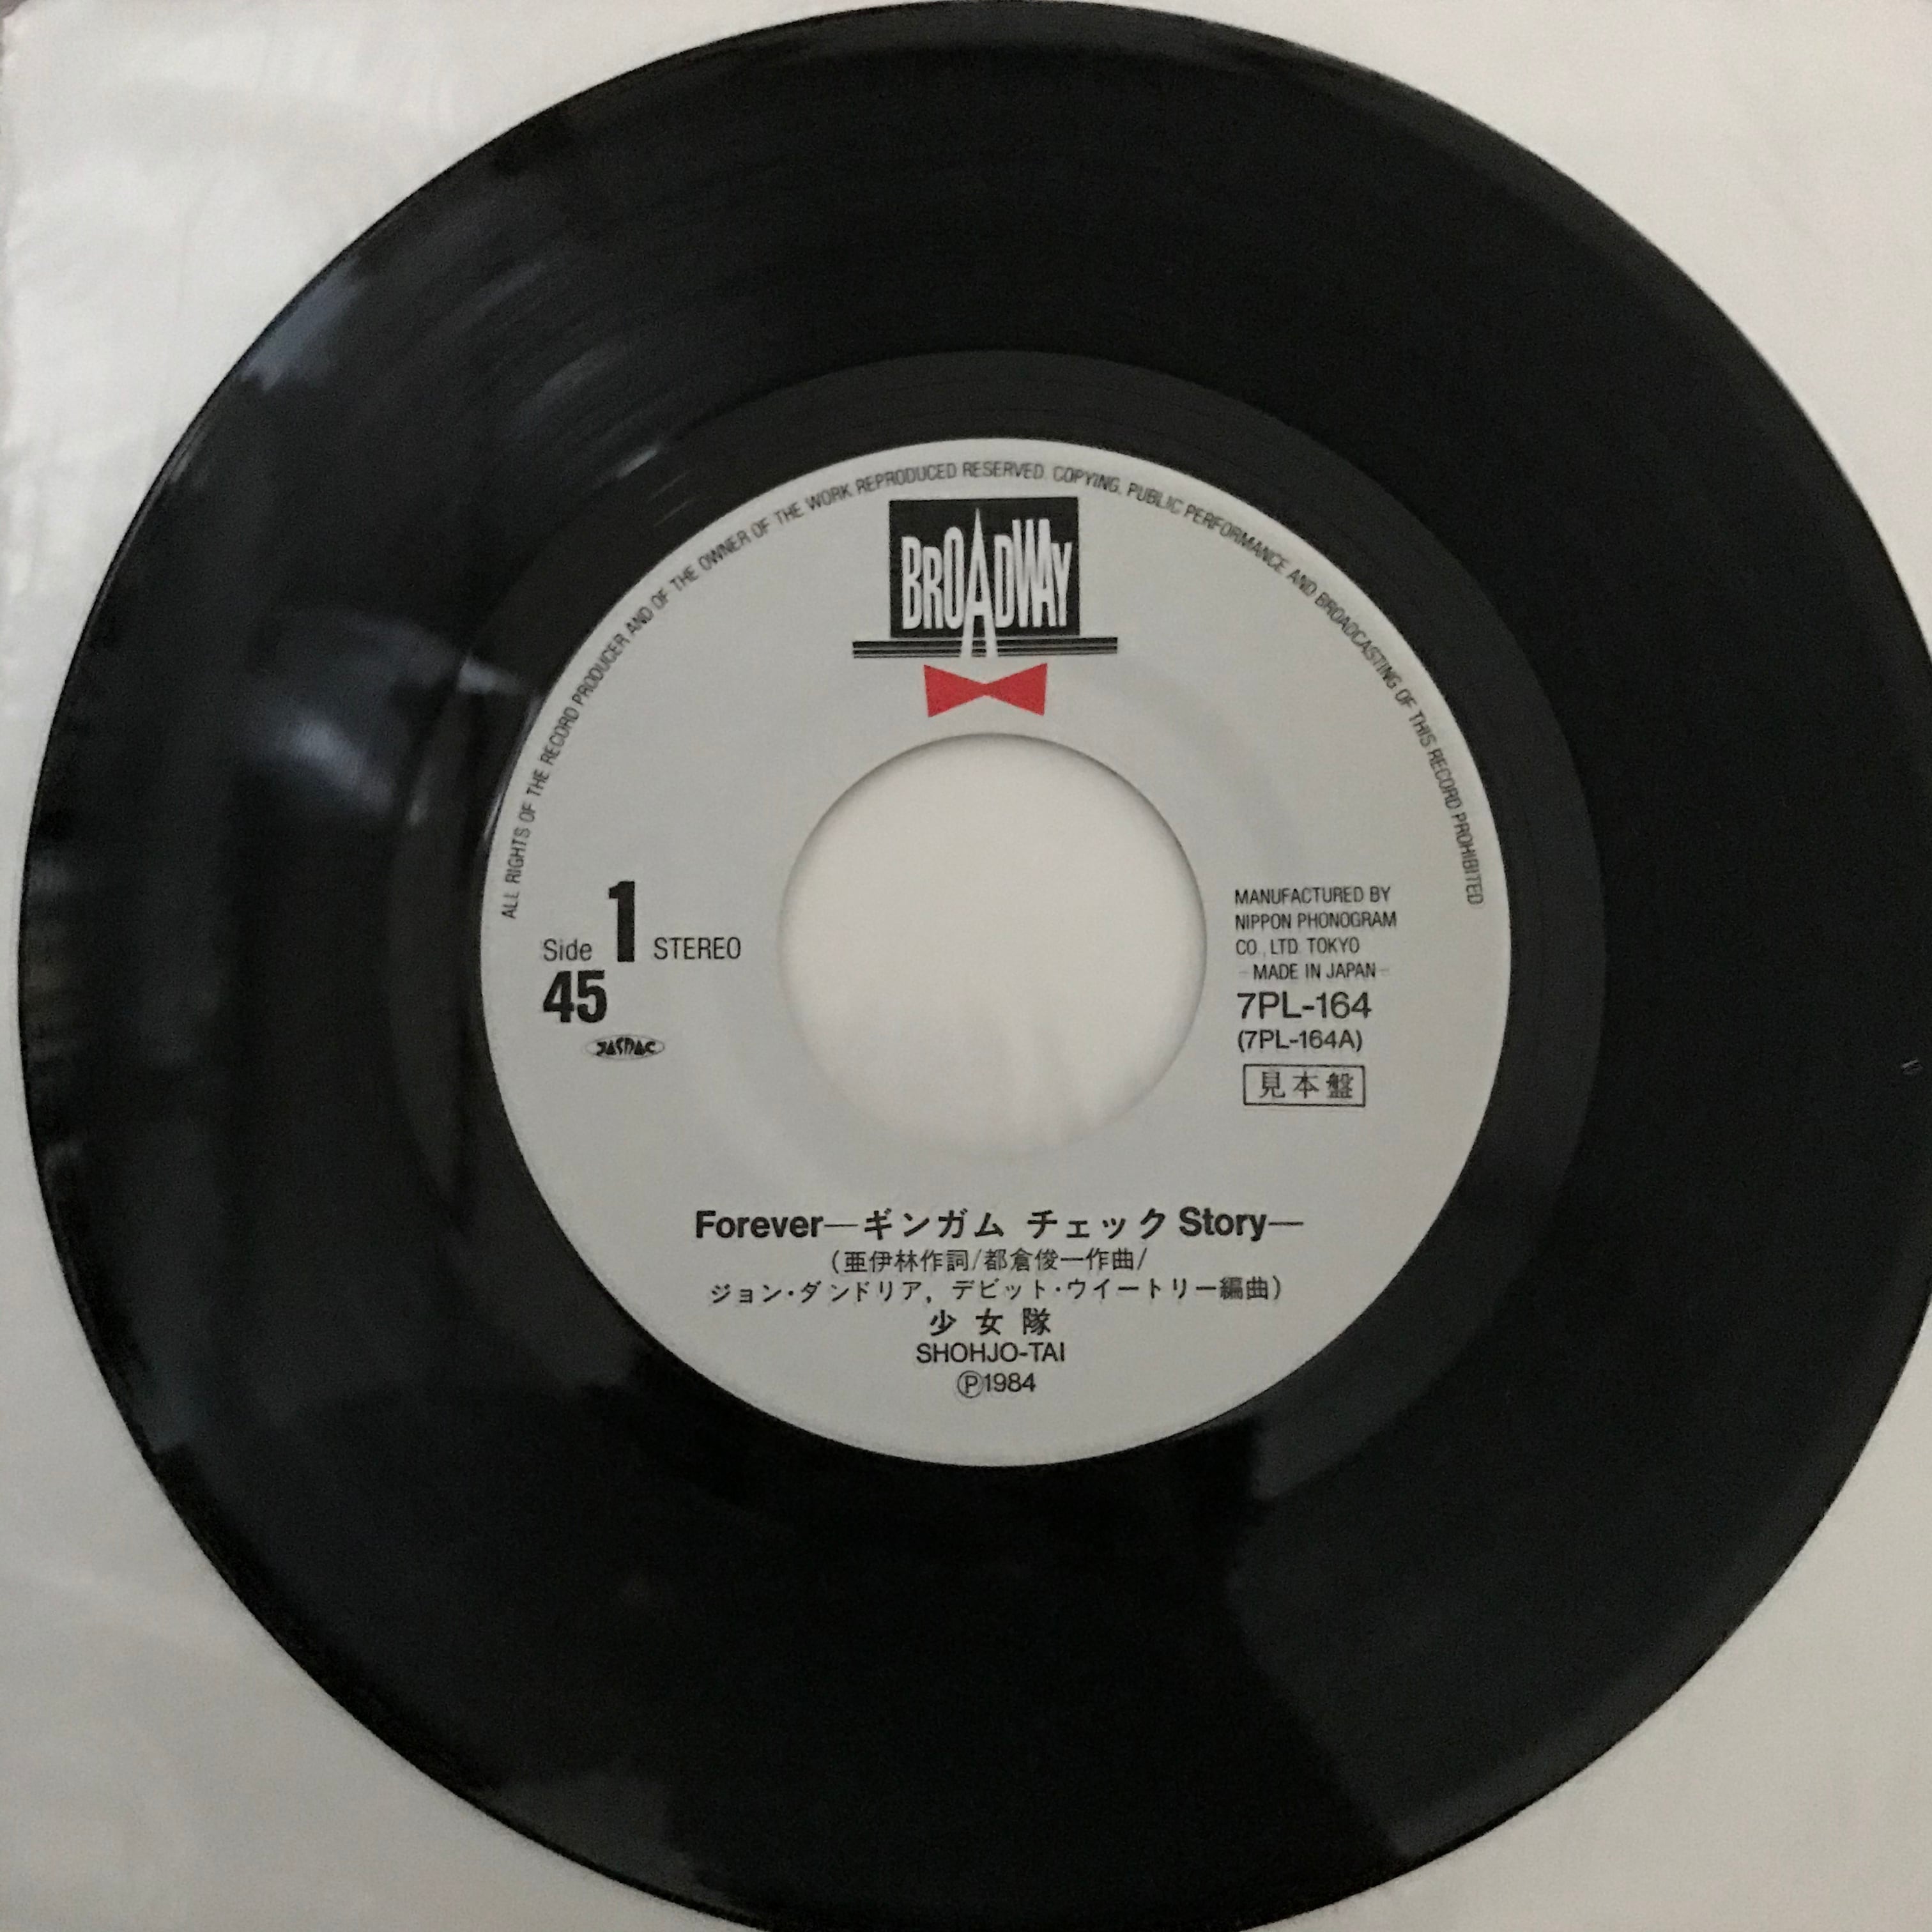 ALL RIGHTS OF THE RECORD PRODUCER AND OF THE OWNER OF THE WORK REPRODUCED RESERVED. COPYING, PUBLIC PERFORMANCE AND BROADCASTING OF THIS RECORD PROHIBITED
BROADWAY
Side 1 STEREO
45
JASRAC
MANUFACTURED BY
NIPPON PHONOGRAM
CO., LTD. TOKYO
–MADE IN JAPAN–
7PL-164
(7PL-164A)
見本盤
Forever—ギンガム チェック Story—
(亜伊林作詞/都倉俊一作曲/
ジョン・ダンドリア, デビット・ウイートリー編曲)
少女隊
SHOHJO-TAI
Ⓟ1984